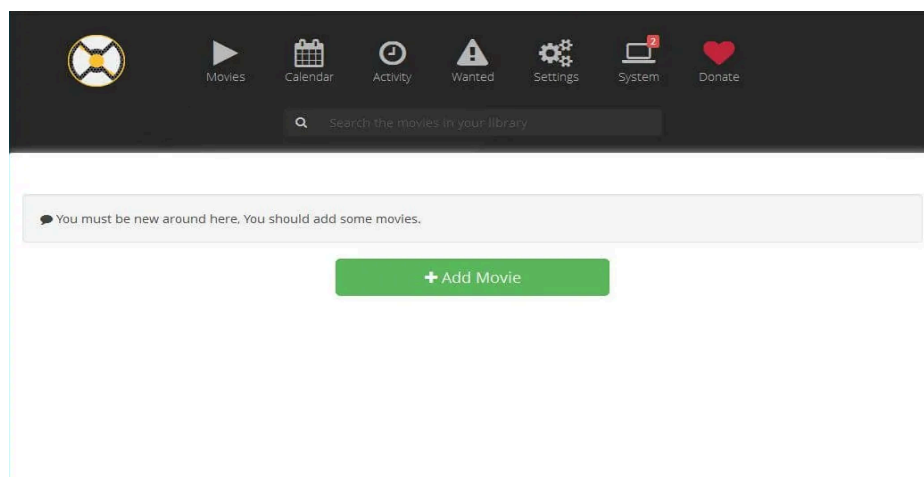 Movies Calendar Activity Wanted Settings System 2 Donate
Search the movies in your library
You must be new around here, You should add some movies.
Add Movie